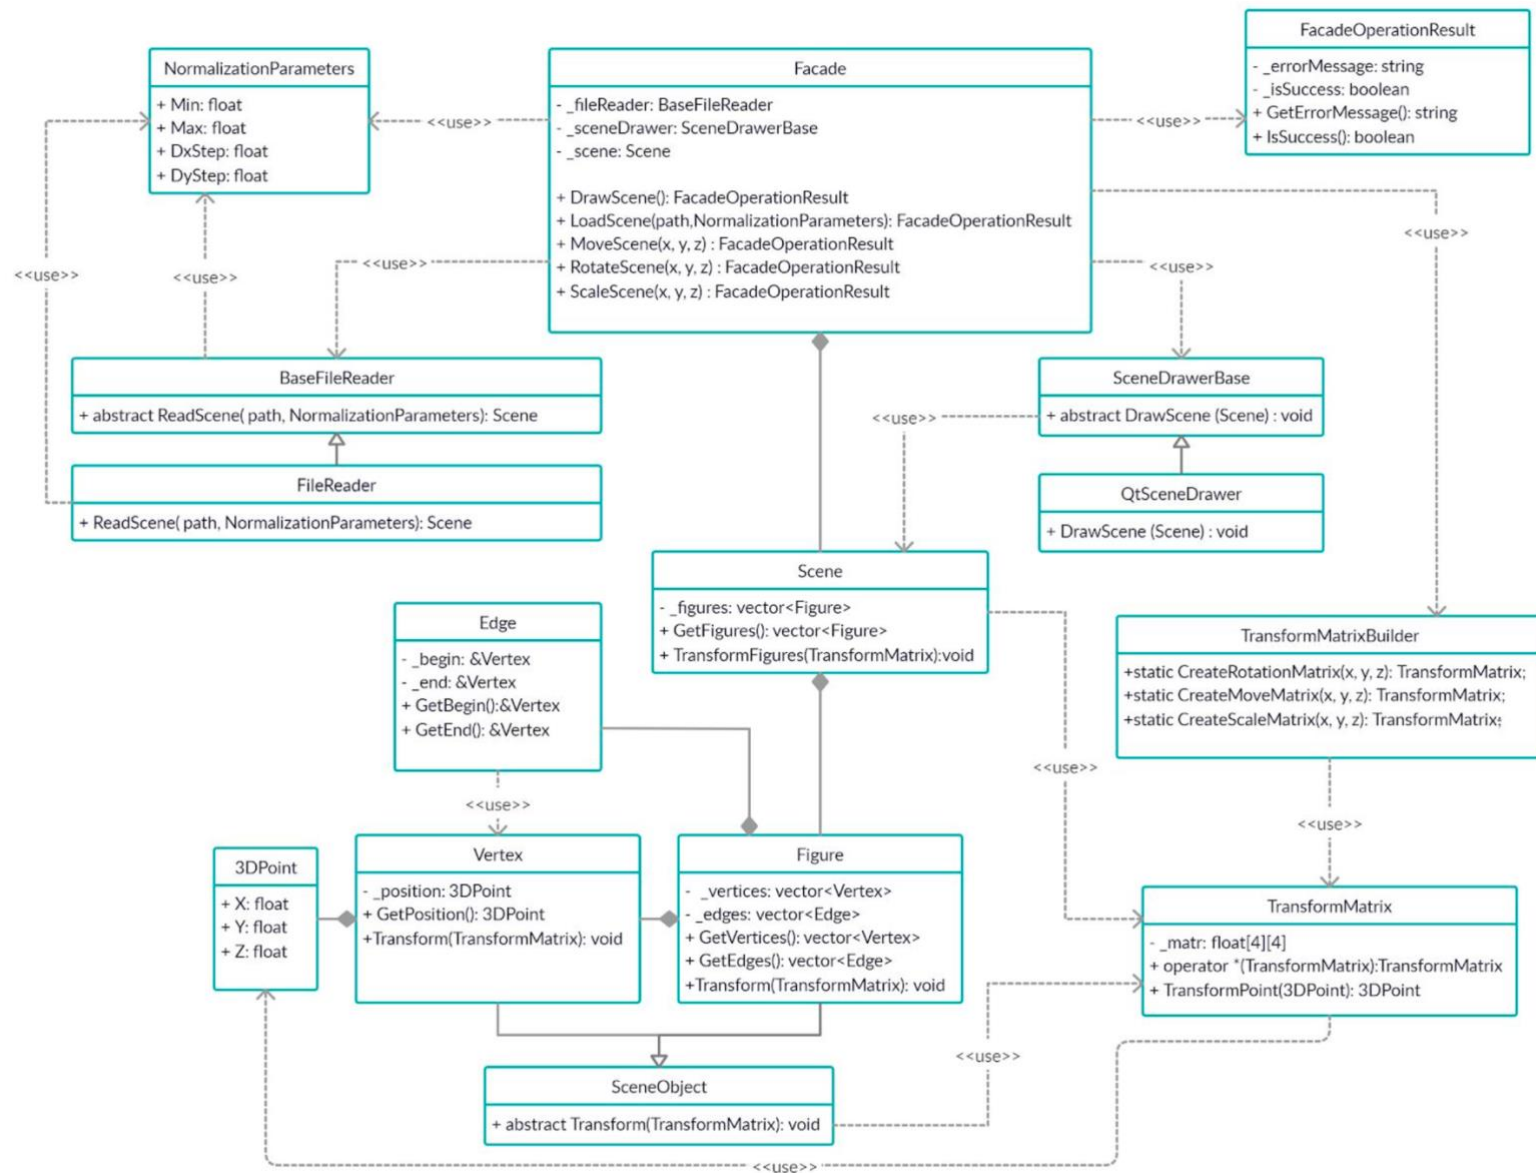 FacadeOperationResult
- _errorMessage: string
- _isSuccess: boolean
+ GetErrorMessage(): string
+ IsSuccess(): boolean
NormalizationParameters
+ Min: float
+ Max: float
+ DxStep: float
+ DyStep: float
Facade
- _fileReader: BaseFileReader
- _sceneDrawer: SceneDrawerBase
- _scene: Scene
+ DrawScene(): FacadeOperationResult
+ LoadScene(path,NormalizationParameters): FacadeOperationResult
+ MoveScene(x, y, z) : FacadeOperationResult
+ RotateScene(x, y, z) : FacadeOperationResult
+ ScaleScene(x, y, z) : FacadeOperationResult
<<use>>
<<use>>
<<use>>
<<use>>
<<use>>
<<use>>
<<use>>
BaseFileReader
+ abstract ReadScene( path, NormalizationParameters): Scene
FileReader
+ ReadScene( path, NormalizationParameters): Scene
SceneDrawerBase
+ abstract DrawScene (Scene) : void
<<use>>
QtSceneDrawer
+ DrawScene (Scene) : void
Scene
- _figures: vector<Figure>
+ GetFigures(): vector<Figure>
+ TransformFigures(TransformMatrix):void
Edge
- _begin: &Vertex
- _end: &Vertex
+ GetBegin():&Vertex
+ GetEnd(): &Vertex
TransformMatrixBuilder
+static CreateRotationMatrix(x, y, z): TransformMatrix;
+static CreateMoveMatrix(x, y, z): TransformMatrix;
+static CreateScaleMatrix(x, y, z): TransformMatrix;
<<use>>
<<use>>
<<use>>
3DPoint
+ X: float
+ Y: float
+ Z: float
Vertex
- _position: 3DPoint
+ GetPosition(): 3DPoint
+Transform(TransformMatrix): void
Figure
- _vertices: vector<Vertex>
- _edges: vector<Edge>
+ GetVertices(): vector<Vertex>
+ GetEdges(): vector<Edge>
+Transform(TransformMatrix): void
TransformMatrix
- _matr: float[4][4]
+ operator *(TransformMatrix):TransformMatrix
+ TransformPoint(3DPoint): 3DPoint
<<use>>
SceneObject
+ abstract Transform(TransformMatrix): void
<<use>>